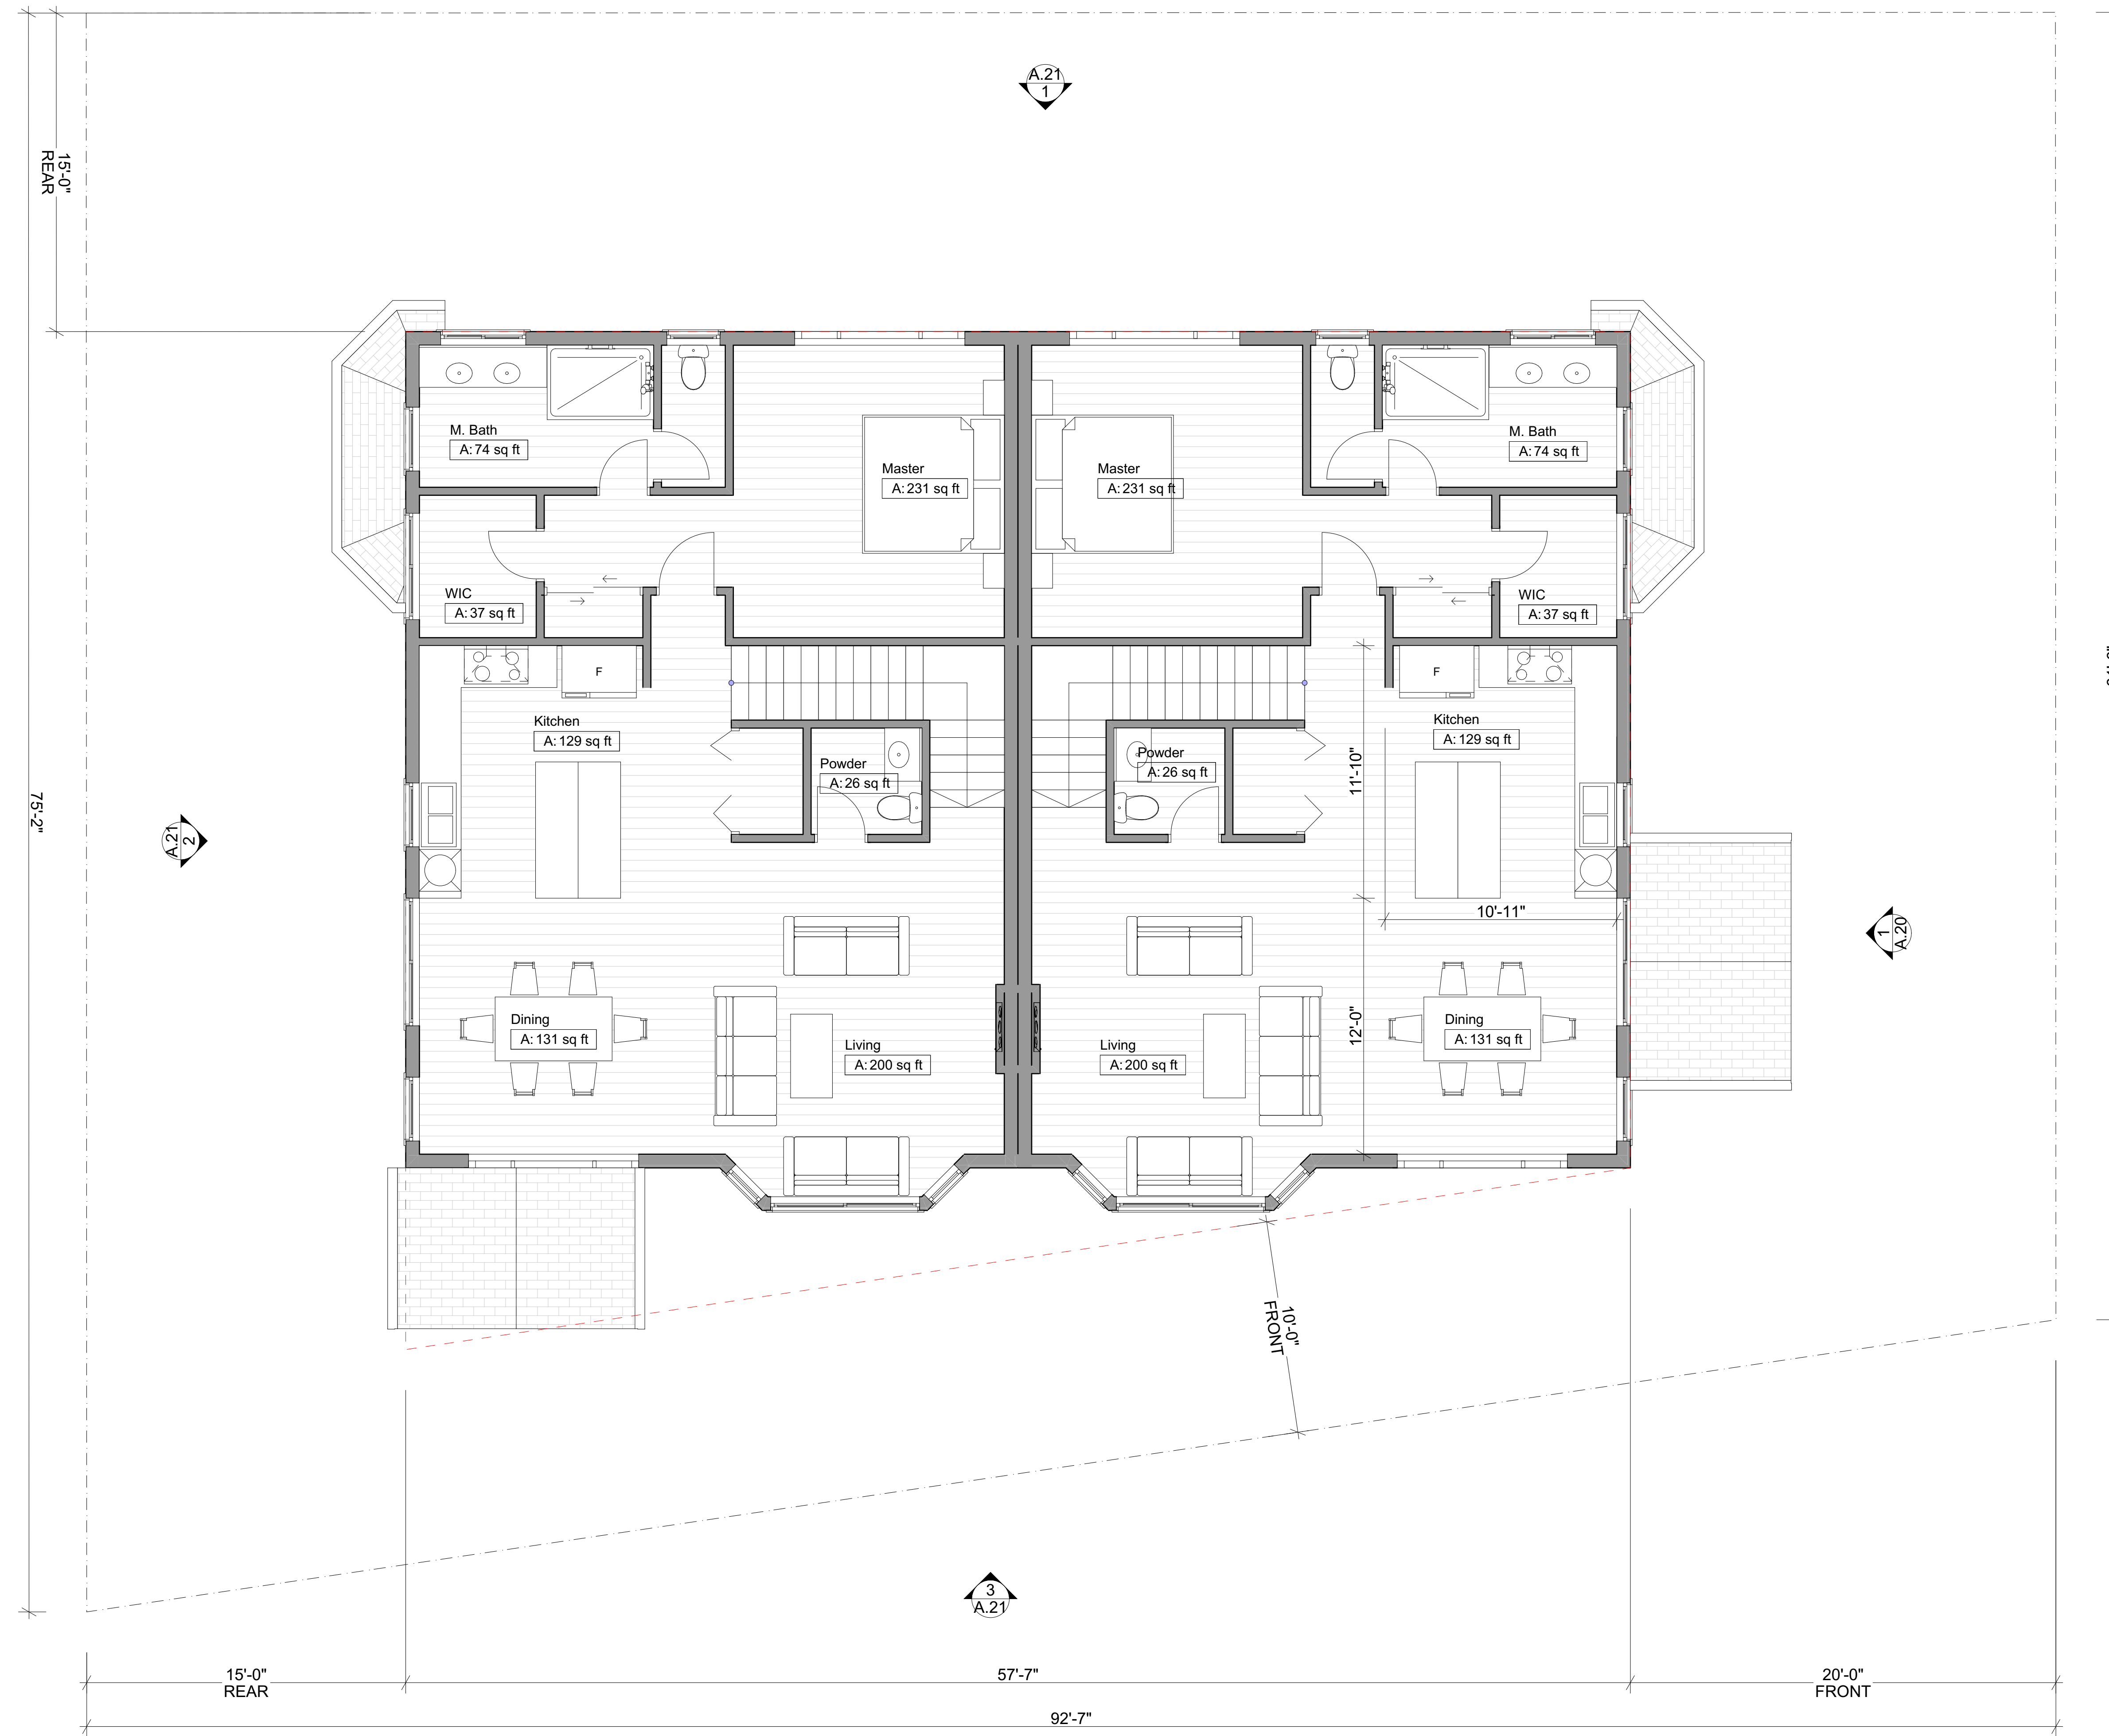 A.21
1
15'-0"
REAR
M. Bath
A: 74 sq ft
Master
A: 231 sq ft
Master
A: 231 sq ft
M. Bath
A: 74 sq ft
WIC
A: 37 sq ft
WIC
A: 37 sq ft
F
F
Kitchen
A: 129 sq ft
Powder
A: 26 sq ft
Powder
A: 26 sq ft
Kitchen
A: 129 sq ft
11'-10"
75'-2"
A.21
2
10'-11"
1
A.20
Dining
A: 131 sq ft
Living
A: 200 sq ft
Living
A: 200 sq ft
12'-0"
Dining
A: 131 sq ft
10'-0"
FRONT
3
A.21
15'-0"
REAR
57'-7"
20'-0"
FRONT
92'-7"